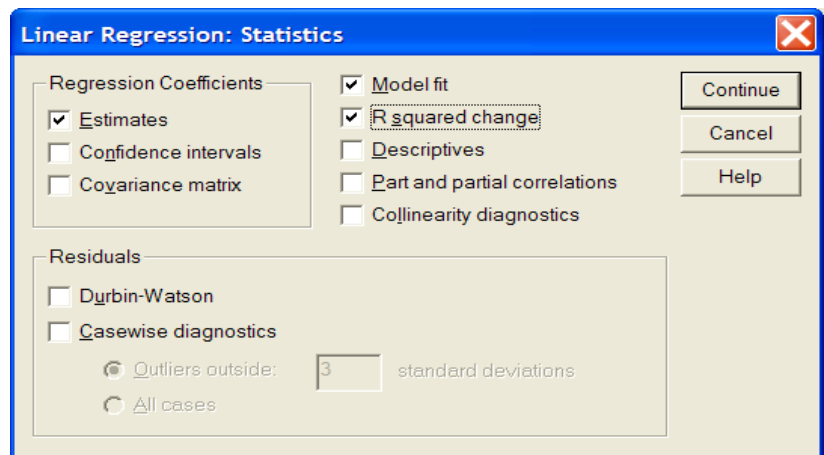 Linear Regression: Statistics
Regression Coefficients
Estimates
Confidence intervals
Covariance matrix
Model fit
R squared change
Descriptives
Part and partial correlations
Collinearity diagnostics
Continue
Cancel
Help
Residuals
Durbin-Watson
Casewise diagnostics
Outliers outside: 3 standard deviations
All cases